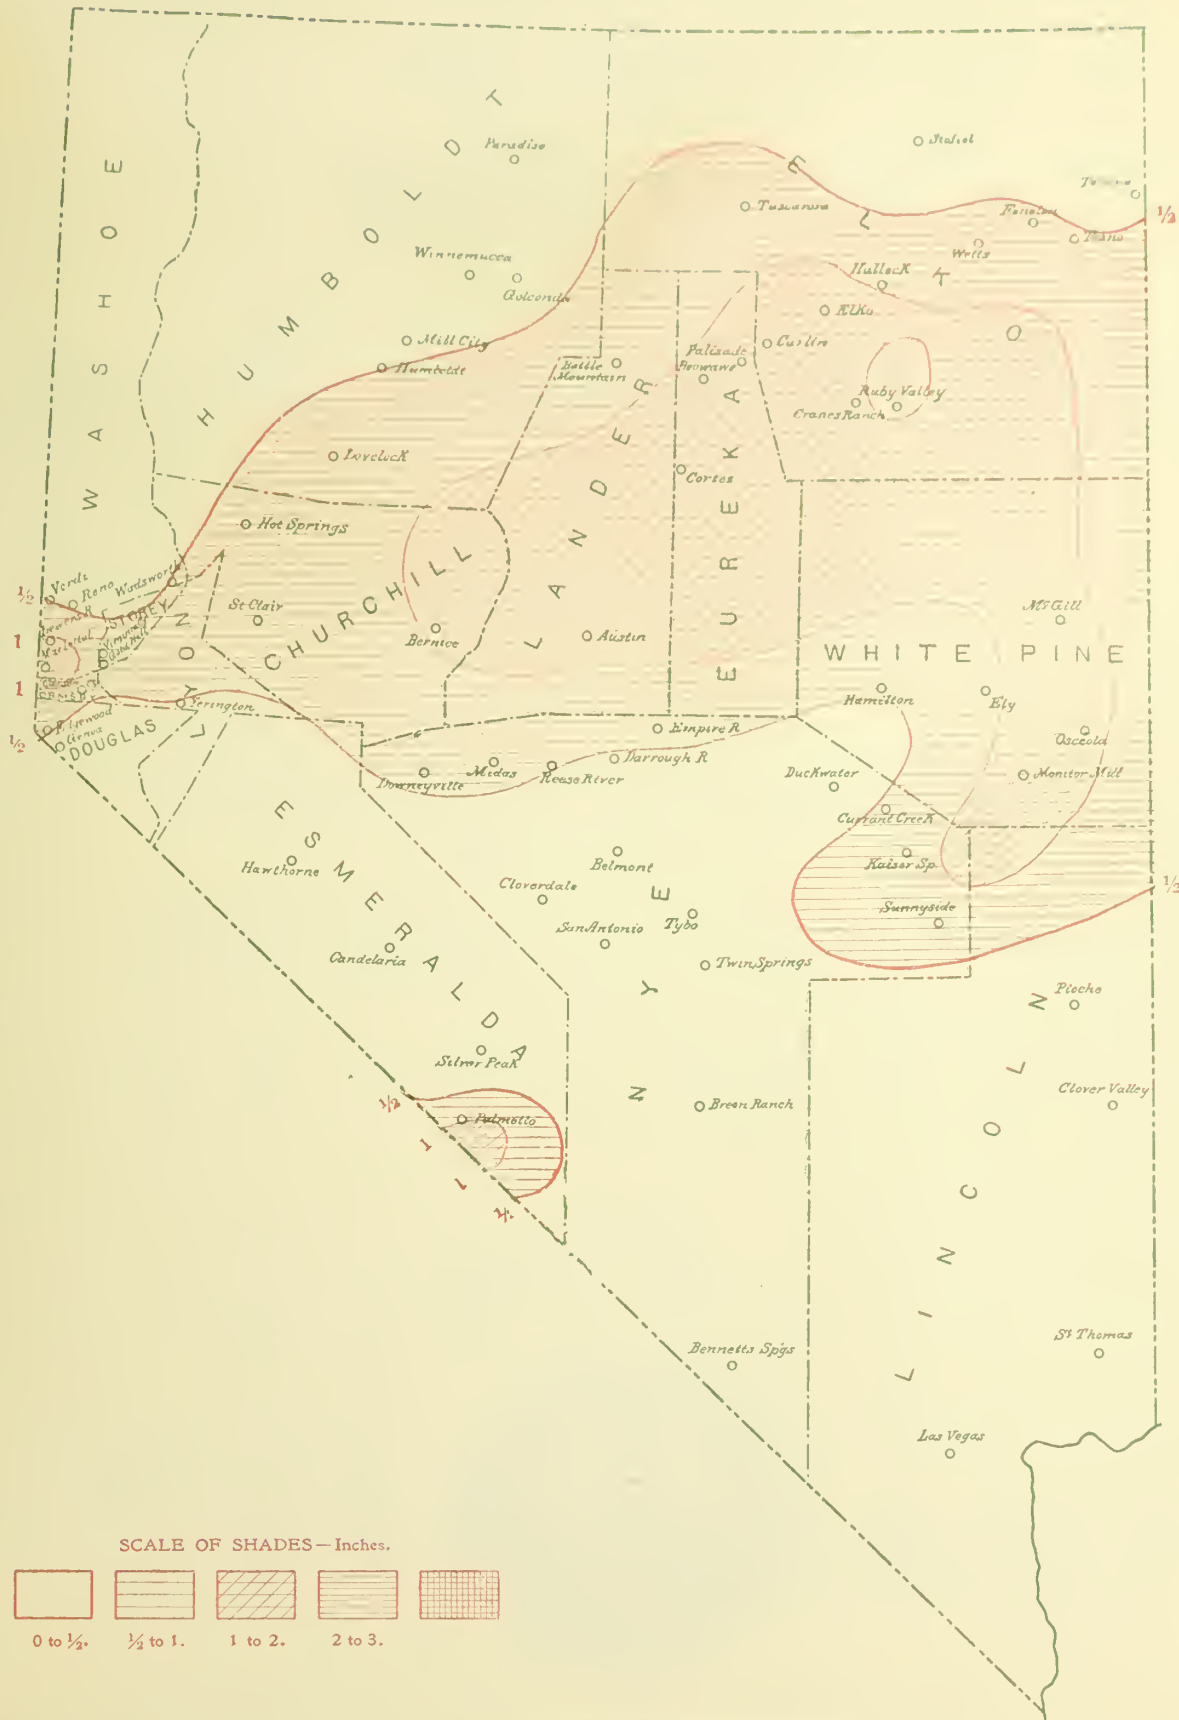 WASHOE
HUMBOLDT
Paradiso
Winnemucca
Golconda
Mill City
Humboldt
Lovelock
ELKO
Tuscarora
Fenelon
Wells
Halleck
Elko
Carlin
Ruby Valley
Cranes Ranch
½
LANDER
Battle
Mountain
Austin
EUREKA
Palisade
Beowawe
Cortez
CHURCHILL
Hot Springs
St Clair
Bernice
½
Verdi
Reno
Wadsworth
STOREY
1
1
LYON
Yerington
½
Genoa
DOUGLAS
WHITE PINE
McGill
Hamilton
Ely
Osceola
Monitor Mill
½
ESMERALDA
Hawthorne
Candelaria
Silver Peak
Palmetto
½
1
1
NYE
Empire R
Darrough R
Reese River
Midas
Downeyville
Duckwater
Currant Creek
Kaiser Sp.
Sunnyside
Belmont
Cloverdale
San Antonio
Tybo
Twin Springs
Breen Ranch
Bennetts Spgs
LINCOLN
Pioche
Clover Valley
St Thomas
Las Vegas
SCALE OF SHADES—Inches.
0 to ½. ½ to 1. 1 to 2. 2 to 3.